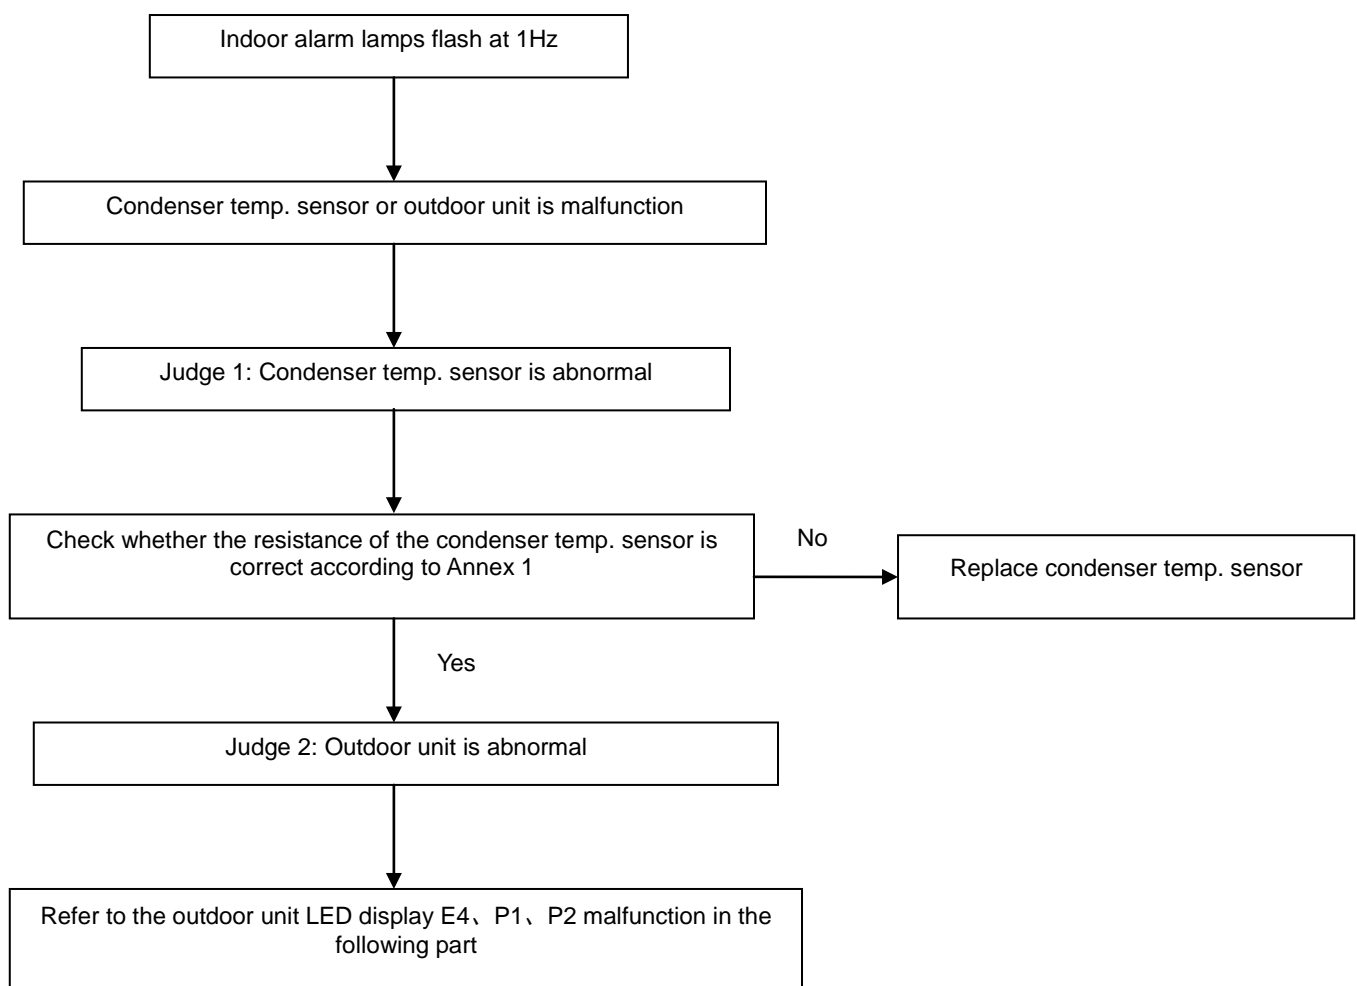 Indoor alarm lamps flash at 1Hz
Condenser temp. sensor or outdoor unit is malfunction
Judge 1: Condenser temp. sensor is abnormal
Check whether the resistance of the condenser temp. sensor is
correct according to Annex 1
No
Replace condenser temp. sensor
Yes
Judge 2: Outdoor unit is abnormal
Refer to the outdoor unit LED display E4、P1、P2 malfunction in the
following part